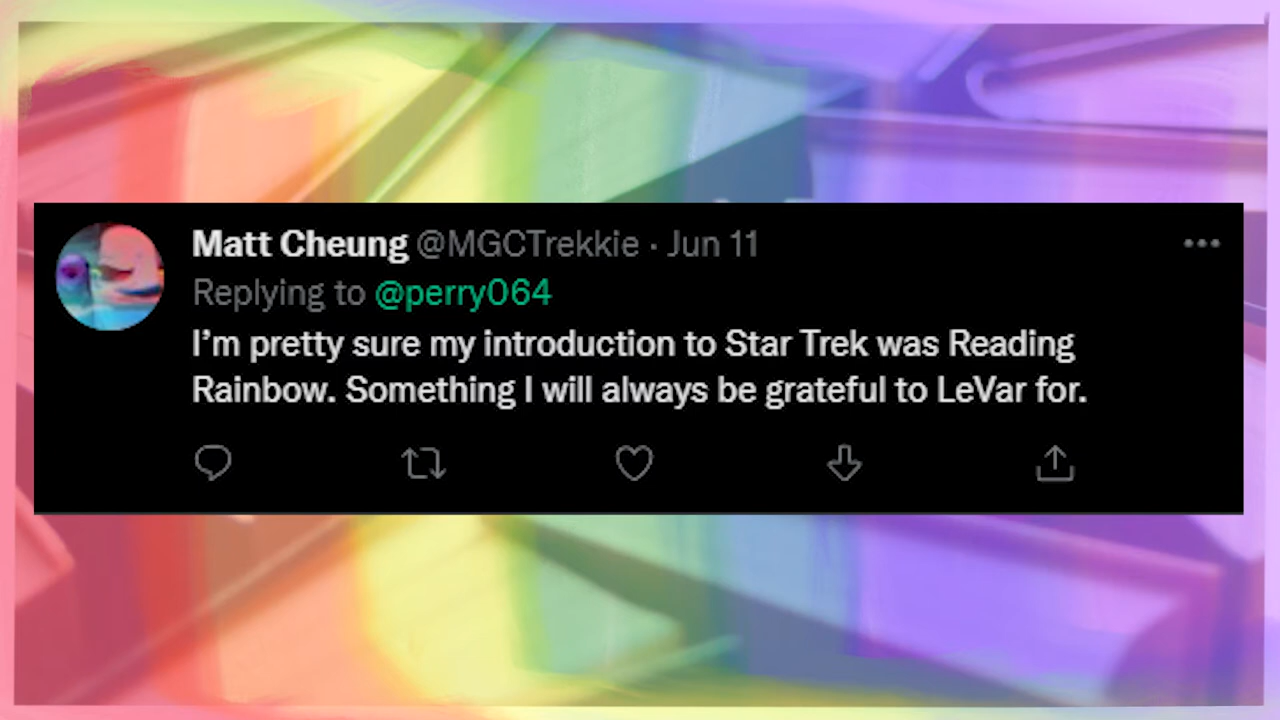 Matt Cheung @MGCTrekkie · Jun 11
Replying to @perry064
I’m pretty sure my introduction to Star Trek was Reading
Rainbow. Something I will always be grateful to LeVar for.